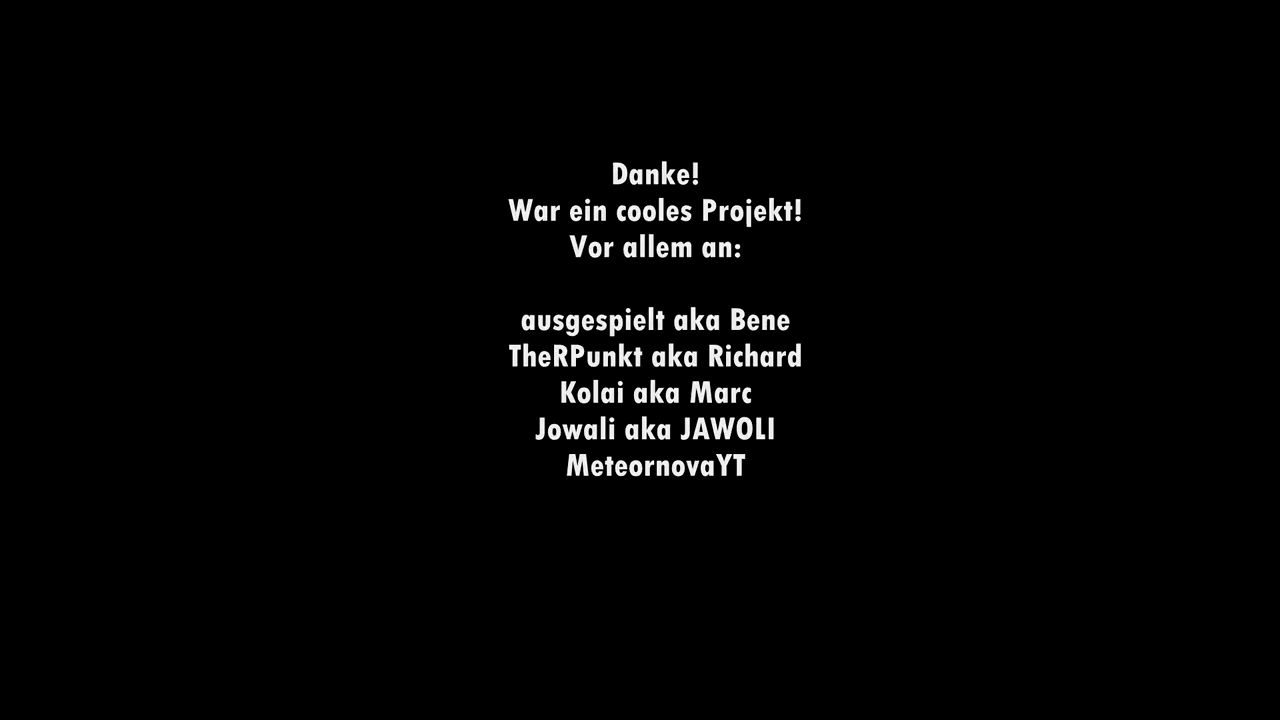 Danke!
War ein cooles Projekt!
Vor allem an:
ausgespielt aka Bene
TheRPunkt aka Richard
Kolai aka Marc
Jowali aka JAWOLI
MeteornovaYT